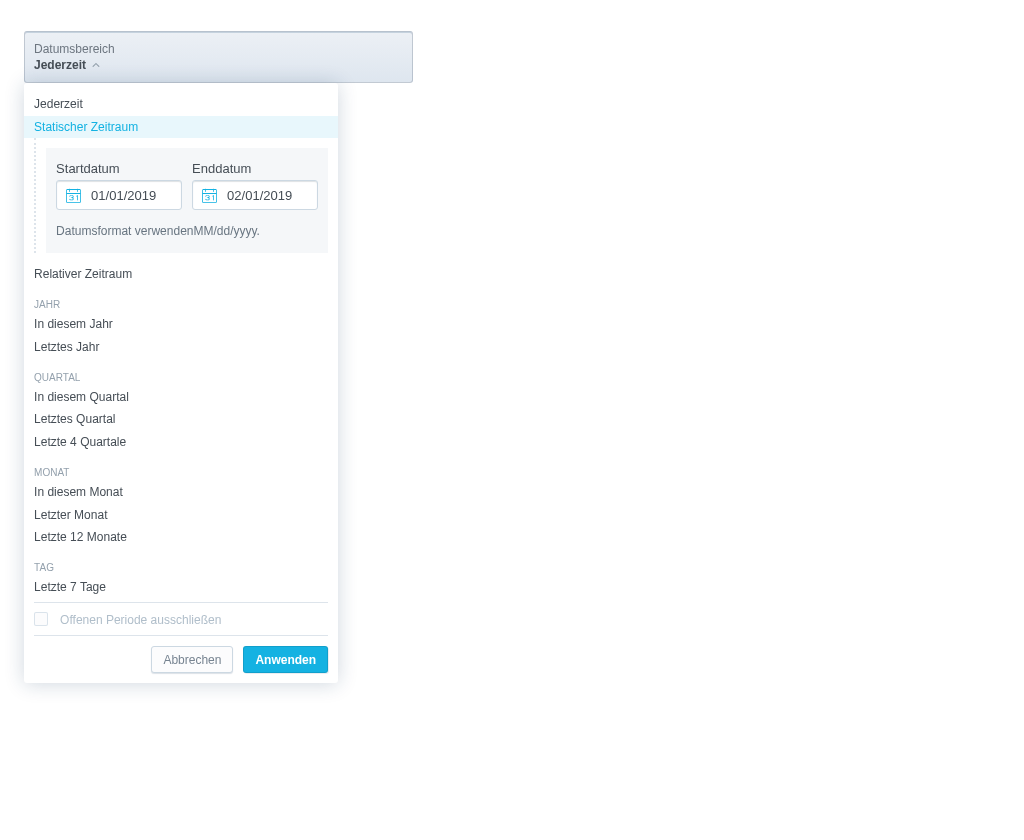 Datumsbereich
Jederzeit
Jederzeit
Statischer Zeitraum
Startdatum Enddatum
31 01/01/2019 31 02/01/2019
Datumsformat verwendenMM/dd/yyyy.
Relativer Zeitraum
JAHR
In diesem Jahr
Letztes Jahr
QUARTAL
In diesem Quartal
Letztes Quartal
Letzte 4 Quartale
MONAT
In diesem Monat
Letzter Monat
Letzte 12 Monate
TAG
Letzte 7 Tage
Offenen Periode ausschließen
Abbrechen Anwenden